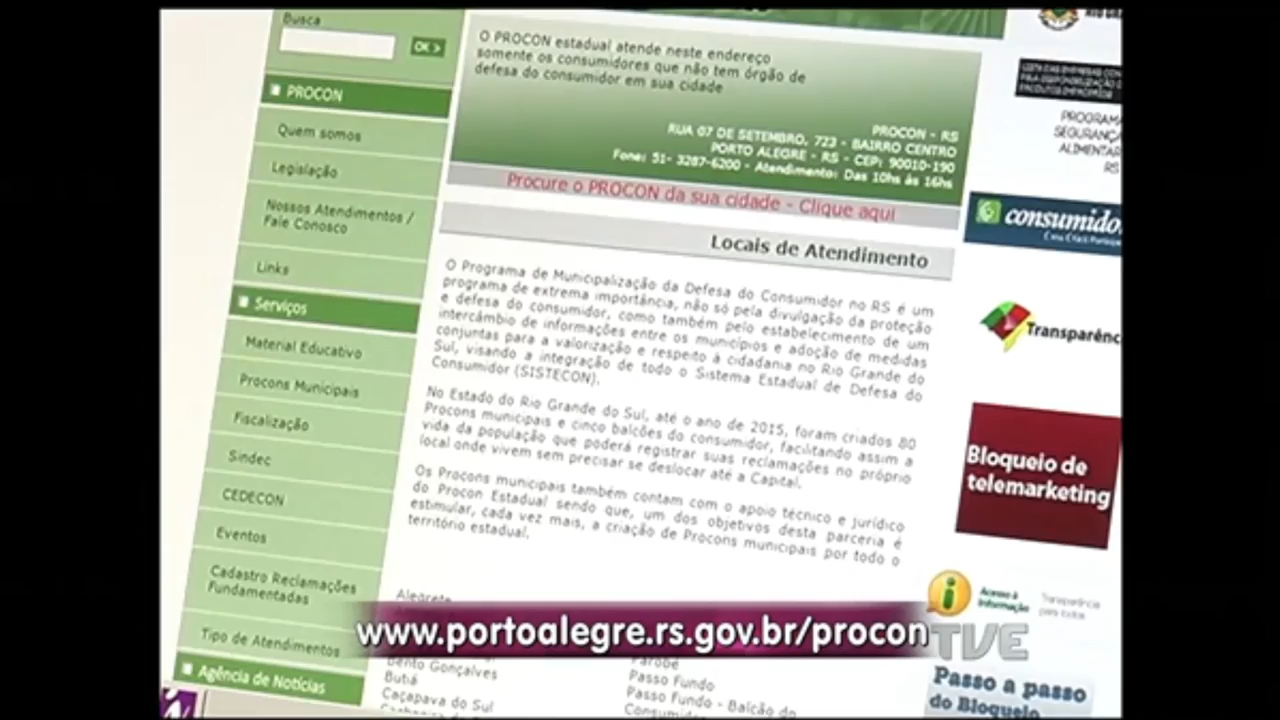 Busca
OK >
PROCON
Quem somos
Legislação
Nossos Atendimentos /
Fale Conosco
Links
Serviços
Material Educativo
Procons Municipais
Fiscalização
Sindec
CEDECON
Eventos
Cadastro Reclamações
Fundamentadas
Tipo de Atendimentos
Agência de Notícias
O PROCON estadual atende neste endereço
somente os consumidores que não tem órgão de
defesa do consumidor em sua cidade
PROCON - RS
RUA 07 DE SETEMBRO, 723 - BAIRRO CENTRO
PORTO ALEGRE - RS - CEP: 90010-190
Fone: 51- 3287-6200 - Atendimento: Das 10hs às 16hs
Procure o PROCON da sua cidade - Clique aqui
Locais de Atendimento
O Programa de Municipalização da Defesa do Consumidor no RS é um
programa de extrema importância, não só pela divulgação da proteção
e defesa do consumidor, como também pelo estabelecimento de um
intercâmbio de informações entre os municípios e adoção de medidas
conjuntas para a valorização e respeito à cidadania no Rio Grande do
Sul, visando a integração de todo o Sistema Estadual de Defesa do
Consumidor (SISTECON).
No Estado do Rio Grande do Sul, até o ano de 2015, foram criados 80
Procons municipais e cinco balcões do consumidor, facilitando assim a
vida da população que poderá registrar suas reclamações no próprio
local onde vivem sem precisar se deslocar até a Capital.
Os Procons municipais também contam com o apoio técnico e jurídico
do Procon Estadual sendo que, um dos objetivos desta parceria é
estimular, cada vez mais, a criação de Procons municipais por todo o
território estadual.
Alegrete
Bento Gonçalves
Butiá
Caçapava do Sul
Parobé
Passo Fundo
Passo Fundo - Balcão do
PROGRAMA
SEGURANÇA
ALIMENTAR
RS
consumido
Transparênc
Bloqueio de
telemarketing
Acesso à
Informação
Transparência
para todos
Passo a passo
do Bloqueio
www.portoalegre.rs.gov.br/procon
TVE